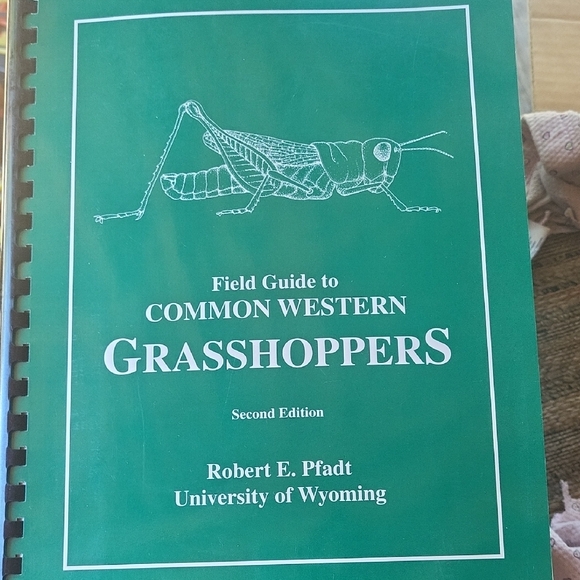 Field Guide to
COMMON WESTERN
GRASSHOPPERS
Second Edition
Robert E. Pfadt
University of Wyoming